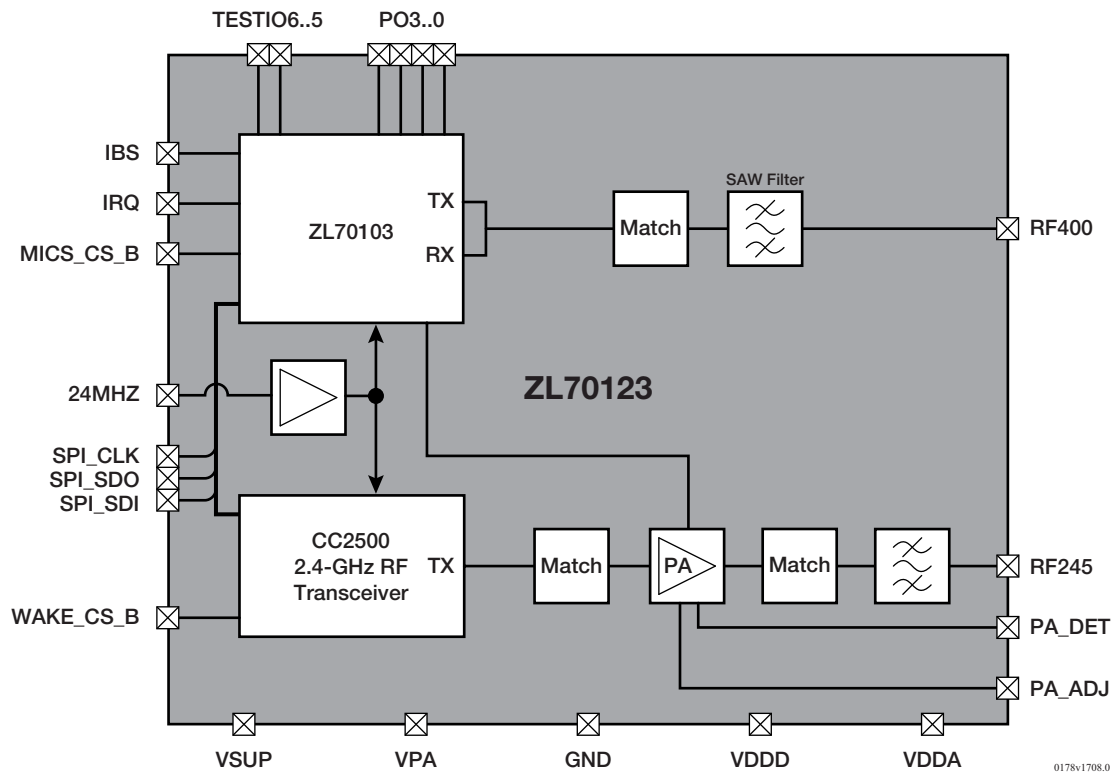 TESTIO6..5
PO3..0
IBS
IRQ
MICS_CS_B
24MHZ
SPI_CLK
SPI_SDO
SPI_SDI
WAKE_CS_B
ZL70103
TX
RX
Match
SAW Filter
RF400
ZL70123
CC2500
2.4-GHz RF
Transceiver
TX
Match
PA
Match
RF245
PA_DET
PA_ADJ
VSUP
VPA
GND
VDDD
VDDA
0178v1708.0